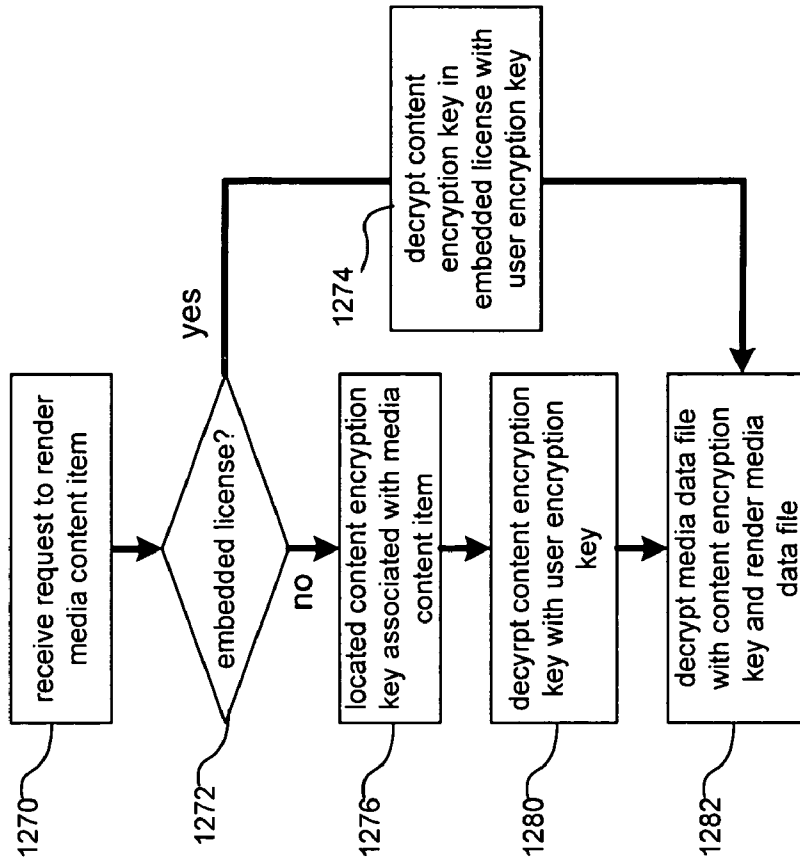 1270
receive request to render
media content item
1272
embedded license?
yes
no
1274
decrypt content
encryption key in
embedded license with
user encryption key
1276
located content encryption
key associated with media
content item
1280
decyrpt content encryption
key with user encryption
key
1282
decrypt media data file
with content encryption
key and render media
data file